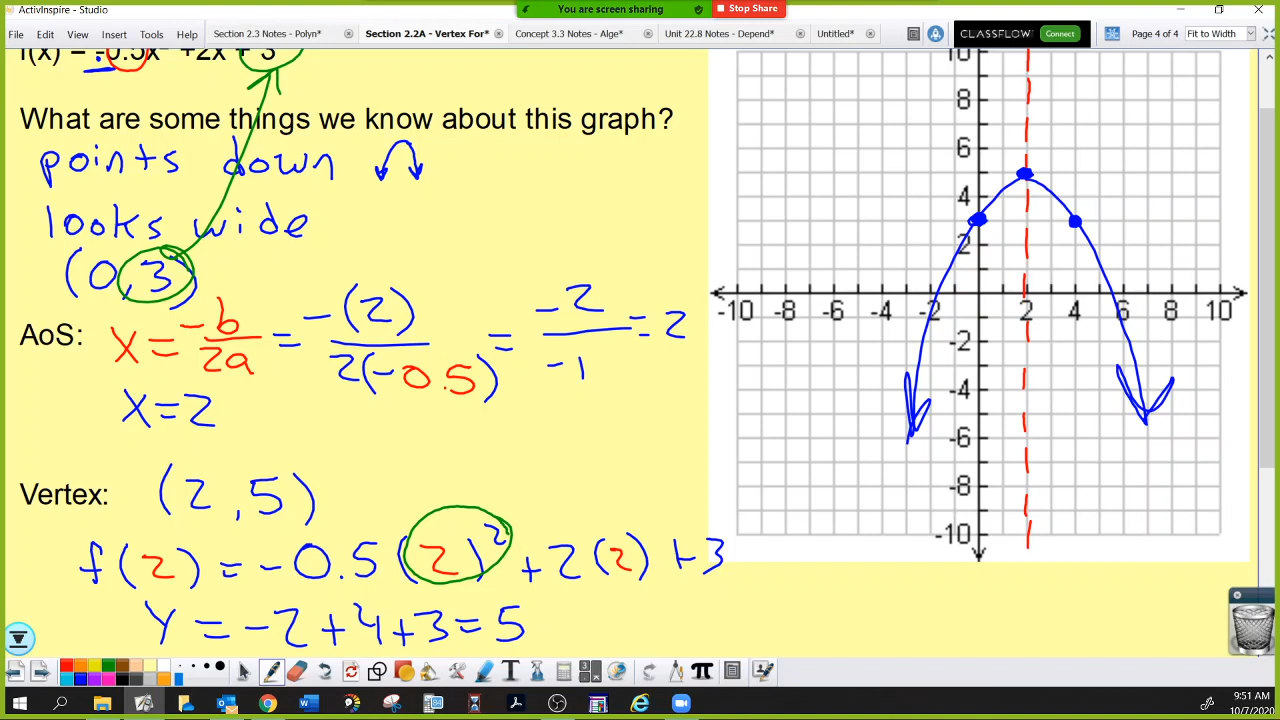 ActivInspire - Studio
You are screen sharing
Stop Share
File Edit View Insert Tools Help
Section 2.3 Notes - Polyn*
Section 2.2A - Vertex For*
Concept 3.3 Notes - Alge*
Unit 22.8 Notes - Depend*
Untitled*
CLASSFLOW Connect
Page 4 of 4
Fit to Width
f(x) = -0.5x +2x + 3
What are some things we know about this graph?
points down
looks wide
(0,3)
AoS: x = -b/2a = -(2)/2(-0.5) = -2/-1 = 2
x=2
Vertex: (2,5)
f(2) = -0.5(2)² +2(2) +3
Y = -2+4+3=5
10
8
6
4
2
-10 -8 -6 -4 -2 2 4 6 8 10
-2
-4
-6
-8
-10
9:51 AM
10/7/2020